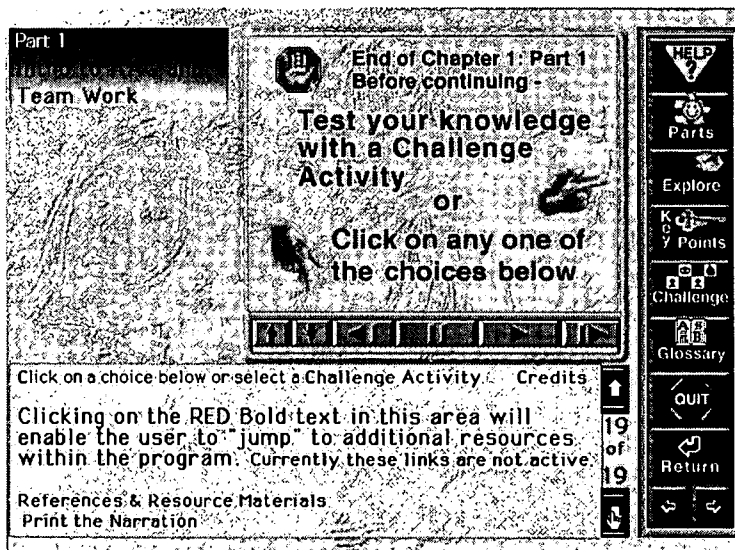 Part 1
Team Work
End of Chapter 1: Part 1
Before continuing -
Test your knowledge
with a Challenge
Activity
or
Click on any one of
the choices below
Click on a choice below or select a Challenge Activity. Credits
Clicking on the RED Bold text in this area will
enable the user to "jump" to additional resources
within the program. Currently these links are not active.
References & Resource Materials
Print the Narration
19
of
19
HELP
?
Parts
Explore
Key Points
Challenge
Glossary
QUIT
Return